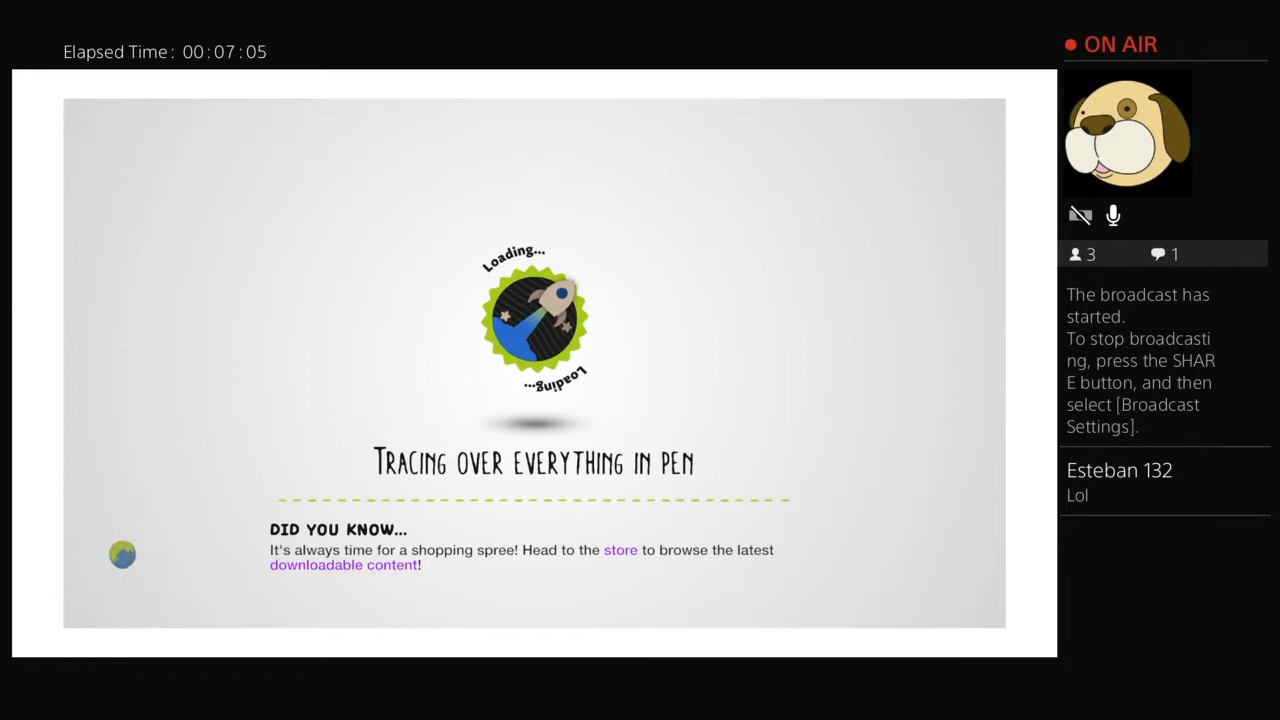 Elapsed Time: 00:07:05
ON AIR
3
1
Loading...
Loading...
TRACING OVER EVERYTHING IN PEN
DID YOU KNOW...
It's always time for a shopping spree! Head to the store to browse the latest
downloadable content!
The broadcast has
started.
To stop broadcasti
ng, press the SHAR
E button, and then
select [Broadcast
Settings].
Esteban 132
Lol